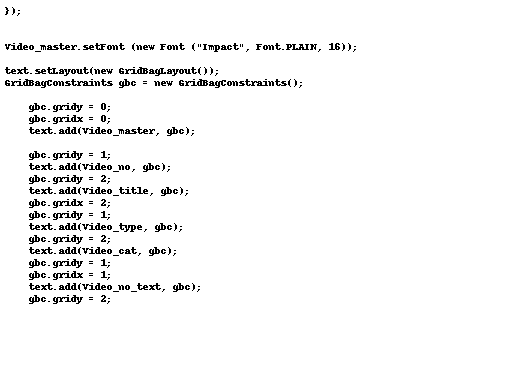 });
Video_master.setFont (new Font ("Impact", Font.PLAIN, 16));
text.setLayout(new GridBagLayout());
GridBagConstraints gbc = new GridBagConstraints();
gbc.gridy = 0;
gbc.gridx = 0;
text.add(Video_master, gbc);
gbc.gridy = 1;
text.add(Video_no, gbc);
gbc.gridy = 2;
text.add(Video_title, gbc);
gbc.gridx = 2;
gbc.gridy = 1;
text.add(Video_type, gbc);
gbc.gridy = 2;
text.add(Video_cat, gbc);
gbc.gridy = 1;
gbc.gridx = 1;
text.add(Video_no_text, gbc);
gbc.gridy = 2;